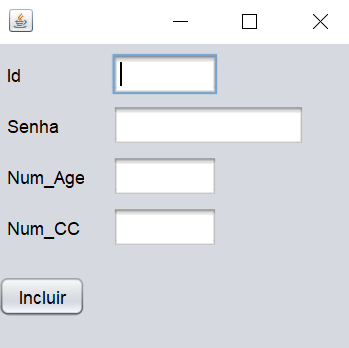 Id
Senha
Num_Age
Num_CC
Incluir